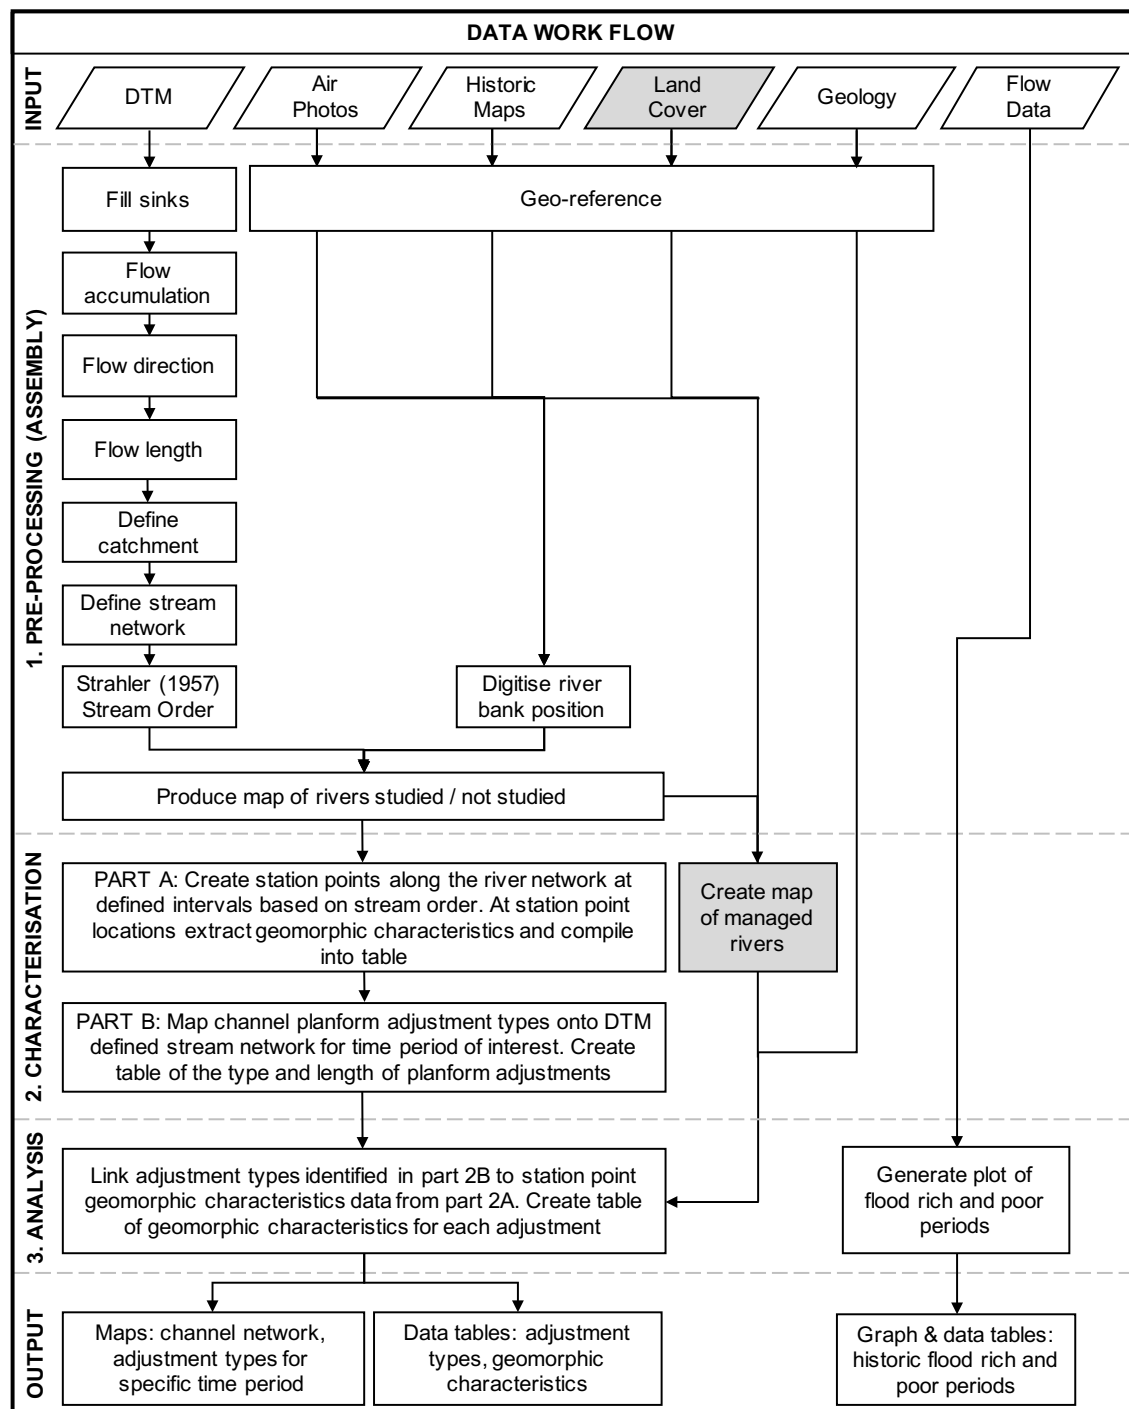 DATA WORK FLOW
INPUT
DTM
Air
Photos
Historic
Maps
Land
Cover
Geology
Flow
Data
1. PRE-PROCESSING (ASSEMBLY)
Fill sinks
Geo-reference
Flow
accumulation
Flow direction
Flow length
Define
catchment
Define stream
network
Strahler (1957)
Stream Order
Digitise river
bank position
Produce map of rivers studied / not studied
2. CHARACTERISATION
PART A: Create station points along the river network at
defined intervals based on stream order. At station point
locations extract geomorphic characteristics and compile
into table
Create map
of managed
rivers
PART B: Map channel planform adjustment types onto DTM
defined stream network for time period of interest. Create
table of the type and length of planform adjustments
3. ANALYSIS
Link adjustment types identified in part 2B to station point
geomorphic characteristics data from part 2A. Create table
of geomorphic characteristics for each adjustment
Generate plot of
flood rich and poor
periods
OUTPUT
Maps: channel network,
adjustment types for
specific time period
Data tables: adjustment
types, geomorphic
characteristics
Graph & data tables:
historic flood rich and
poor periods